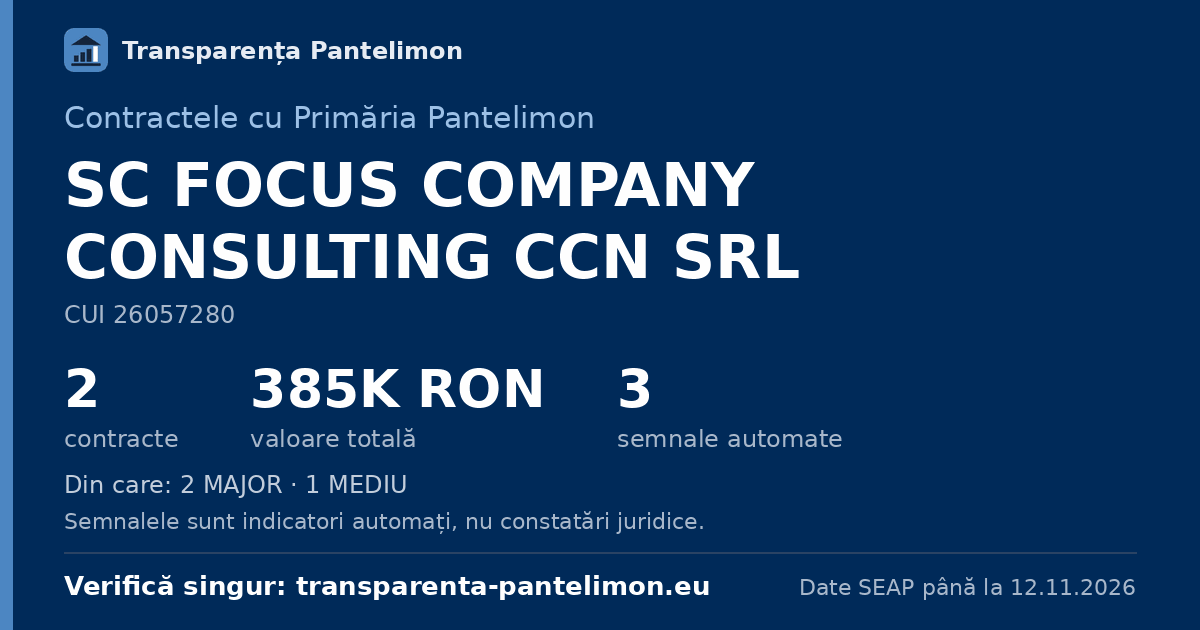 Transparența Pantelimon
Contractele cu Primăria Pantelimon
SC FOCUS COMPANY
CONSULTING CCN SRL
CUI 26057280
2 385K RON 3
contracte valoare totală semnale automate
Din care: 2 MAJOR · 1 MEDIU
Semnalele sunt indicatori automați, nu constatări juridice.
Verifică singur: transparenta-pantelimon.eu Date SEAP până la 12.11.2026